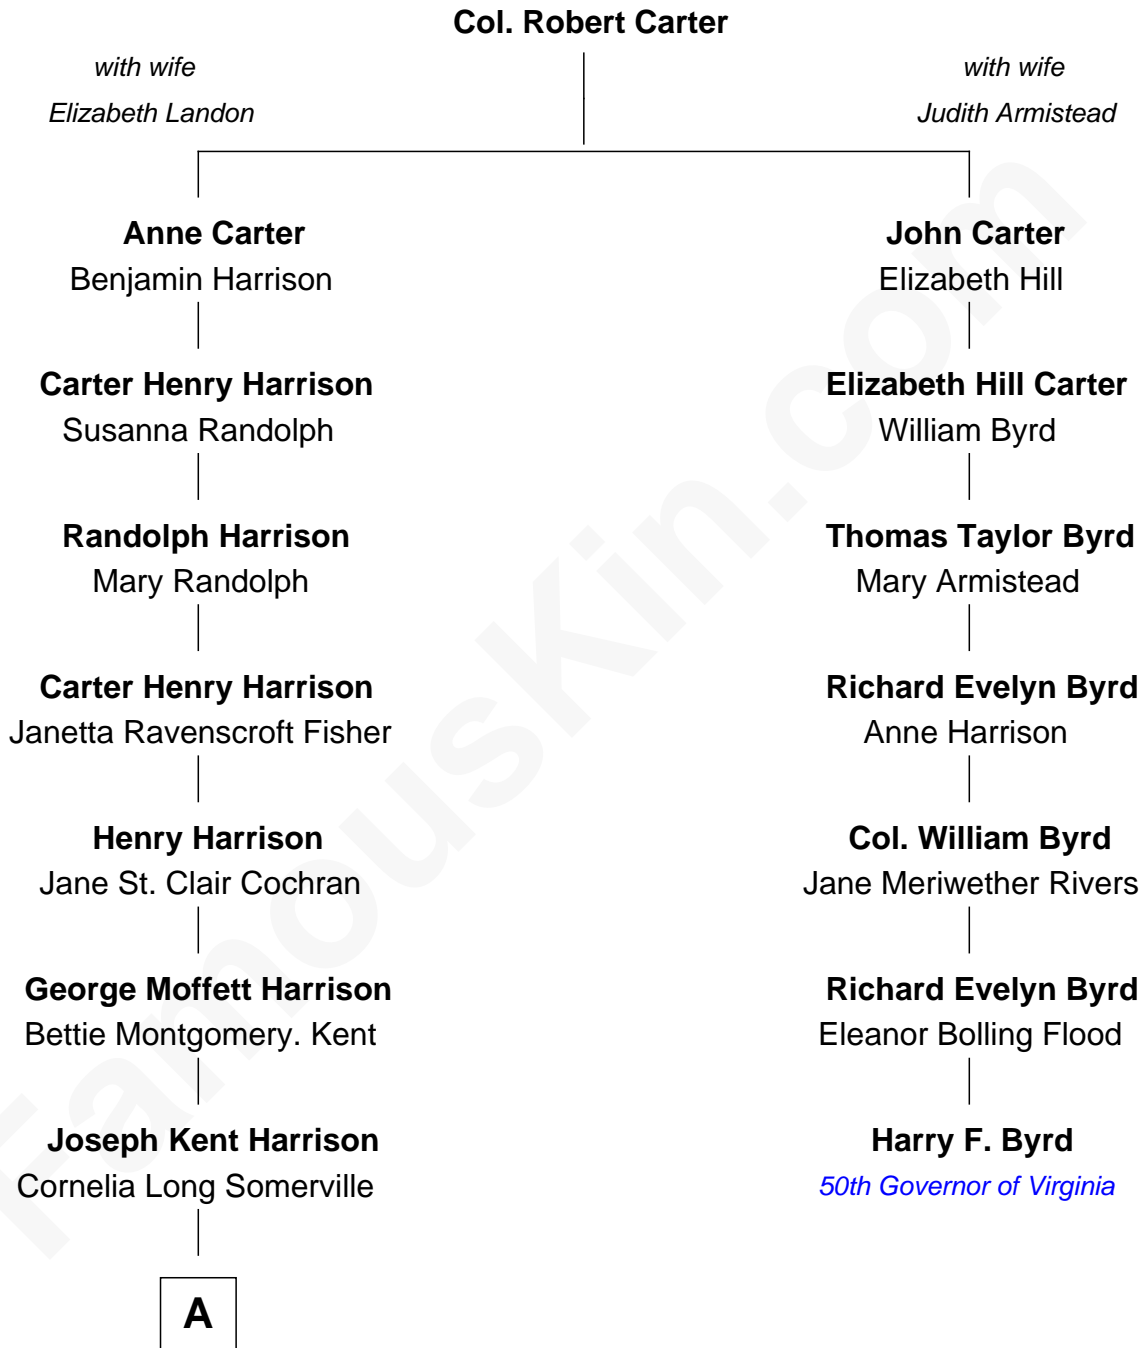 Col. Robert Carter
with wife
Elizabeth Landon
with wife
Judith Armistead
Anne Carter
Benjamin Harrison
John Carter
Elizabeth Hill
Carter Henry Harrison
Susanna Randolph
Elizabeth Hill Carter
William Byrd
Randolph Harrison
Mary Randolph
Thomas Taylor Byrd
Mary Armistead
Carter Henry Harrison
Janetta Ravenscroft Fisher
Richard Evelyn Byrd
Anne Harrison
Henry Harrison
Jane St. Clair Cochran
Col. William Byrd
Jane Meriwether Rivers
George Moffett Harrison
Bettie Montgomery. Kent
Richard Evelyn Byrd
Eleanor Bolling Flood
Joseph Kent Harrison
Cornelia Long Somerville
Harry F. Byrd
50th Governor of Virginia
A
FamousKin.com